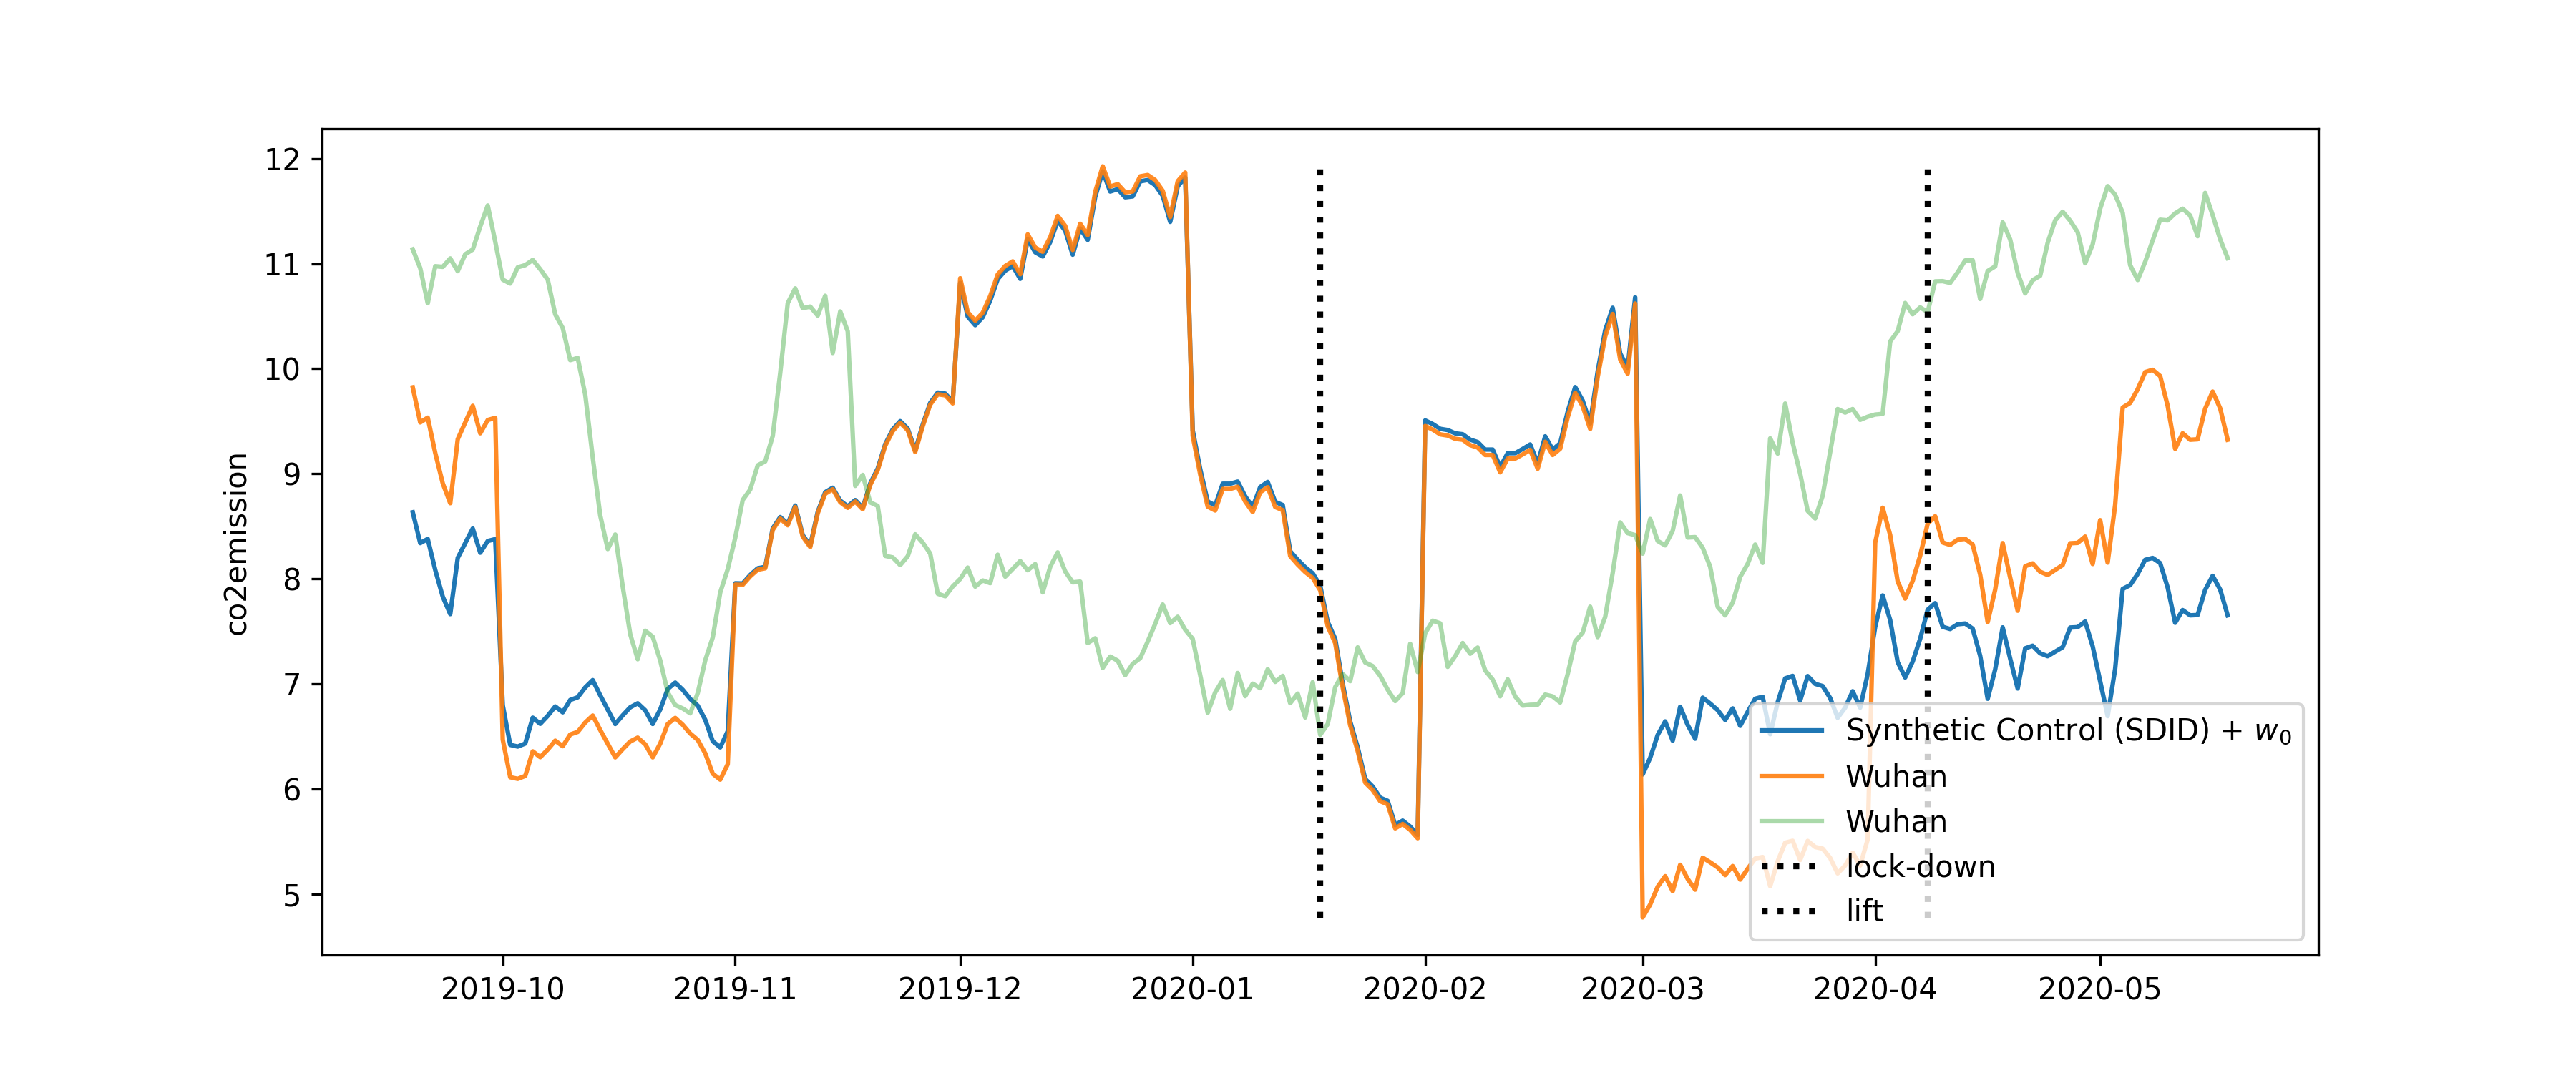 12
11
10
9
8
7
6
5
co2emission
Synthetic Control (SDID) + w₀
Wuhan
Wuhan
lock-down
lift
2019-10 2019-11 2019-12 2020-01 2020-02 2020-03 2020-04 2020-05